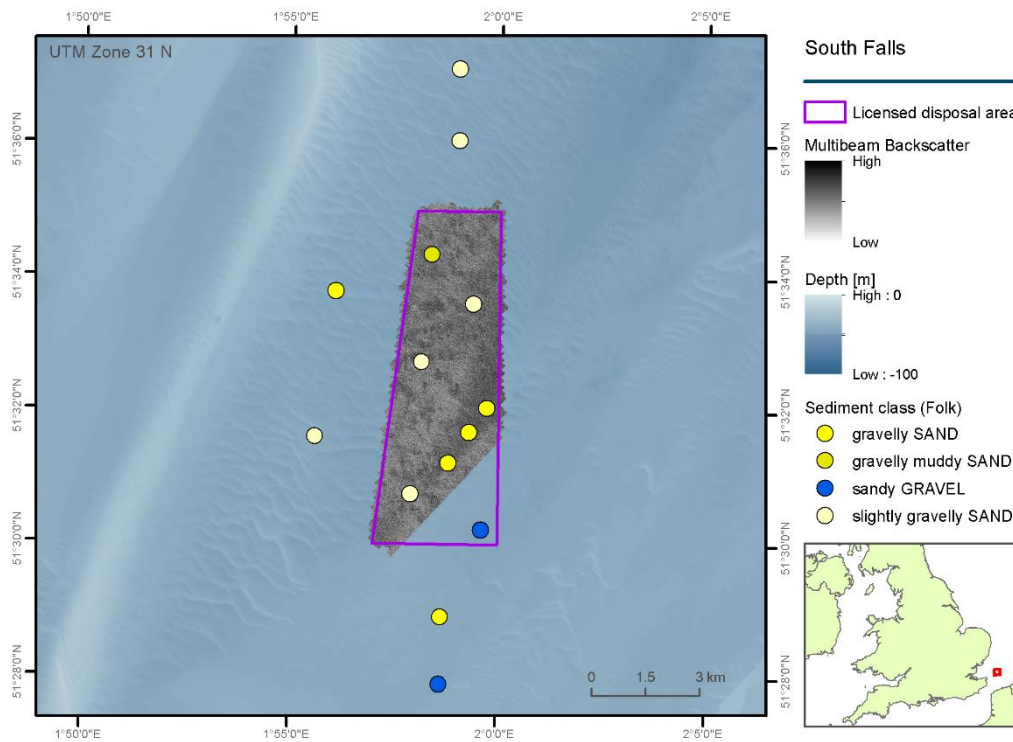 1°50'0"E
1°55'0"E
2°0'0"E
2°5'0"E
UTM Zone 31 N
51°36'0"N
51°36'0"N
51°34'0"N
51°34'0"N
51°32'0"N
51°32'0"N
51°30'0"N
51°30'0"N
51°28'0"N
51°28'0"N
0 1.5 3 km
1°50'0"E
1°55'0"E
2°0'0"E
2°5'0"E
South Falls
Licensed disposal area
Multibeam Backscatter
High
Low
Depth [m]
High : 0
Low : -100
Sediment class (Folk)
gravelly SAND
gravelly muddy SAND
sandy GRAVEL
slightly gravelly SAND